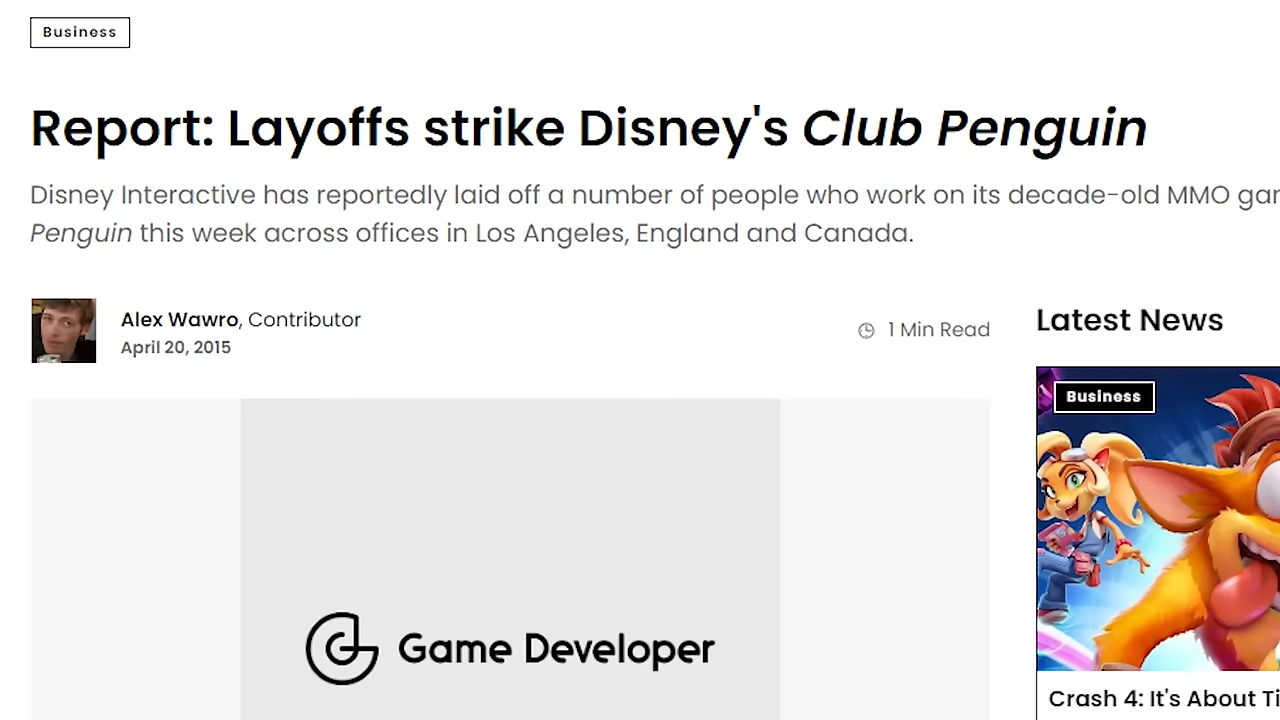 Business
Report: Layoffs strike Disney's Club Penguin
Disney Interactive has reportedly laid off a number of people who work on its decade-old MMO
Penguin this week across offices in Los Angeles, England and Canada.
Alex Wawro, Contributor
April 20, 2015
1 Min Read
Latest News
Business
Game Developer
Crash 4: It's About